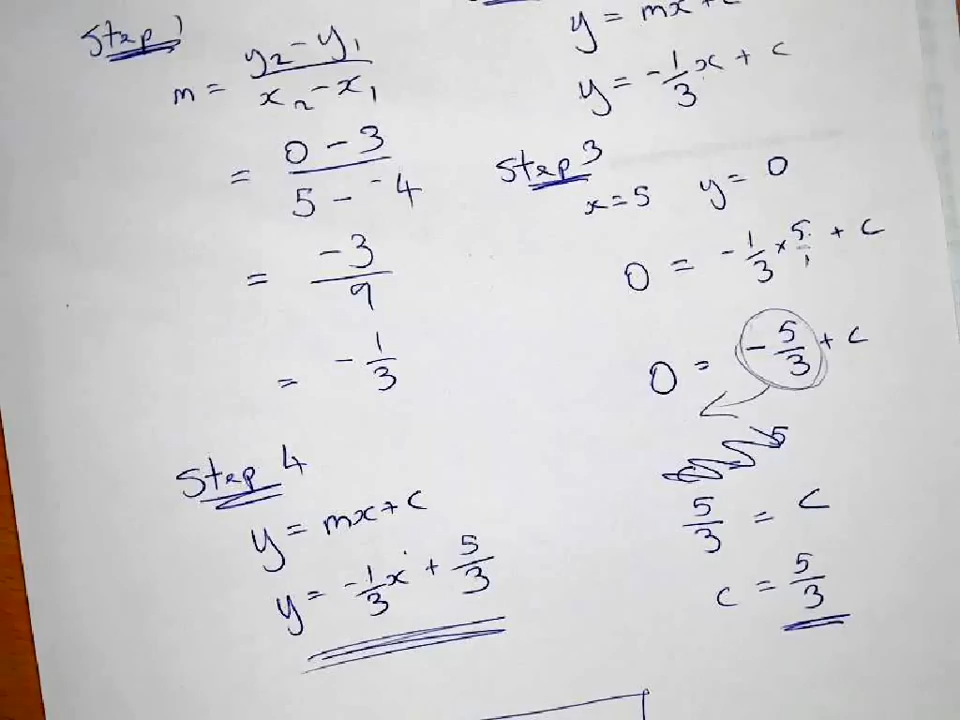 Step 1
m = (y₂ - y₁)/(x₂ - x₁)
= (0 - 3)/(5 - ⁻4)
= -3/9
= -1/3
y = mx + c
y = -1/3 x + c
Step 3
x = 5 y = 0
0 = -1/3 × 5/1 + c
0 = -5/3 + c
5/3 = c
c = 5/3
Step 4
y = mx + c
y = -1/3 x + 5/3